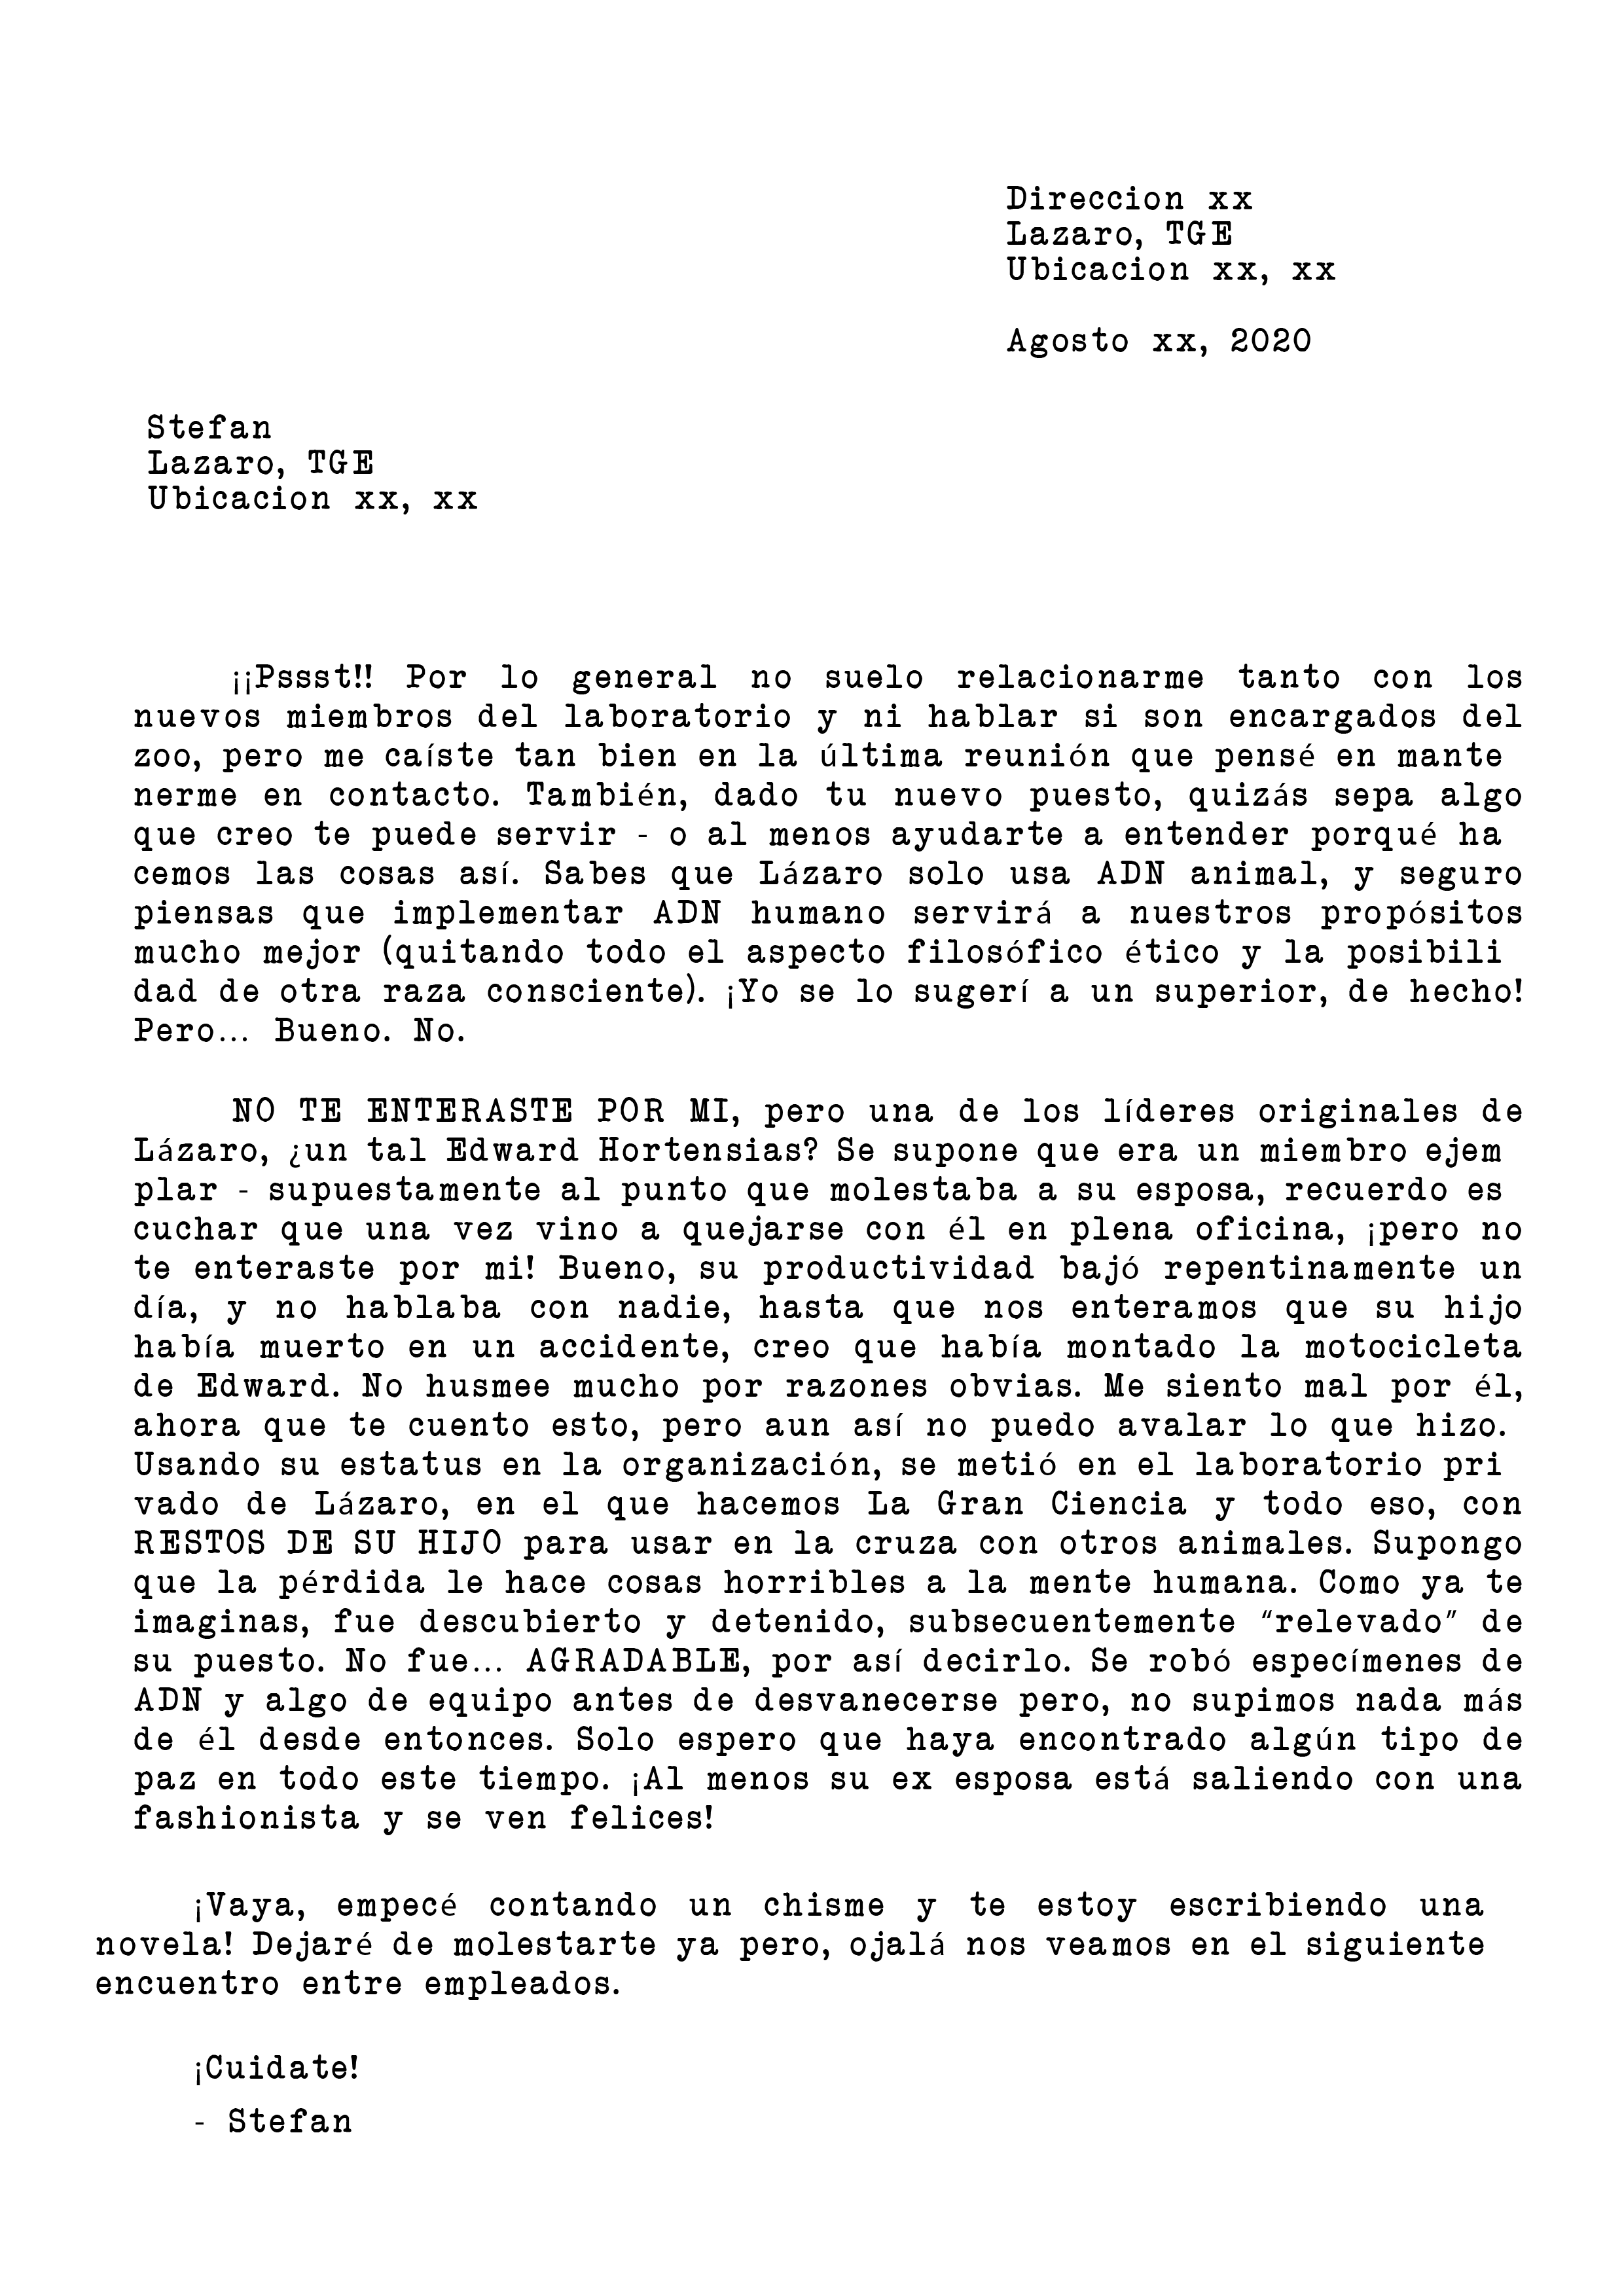 Direccion xx
Lazaro, TGE
Ubicacion xx, xx
Agosto xx, 2020
Stefan
Lazaro, TGE
Ubicacion xx, xx
¡¡Pssst!! Por lo general no suelo relacionarme tanto con los
nuevos miembros del laboratorio y ni hablar si son encargados del
zoo, pero me caíste tan bien en la última reunión que pensé en mante
nerme en contacto. También, dado tu nuevo puesto, quizás sepa algo
que creo te puede servir - o al menos ayudarte a entender porqué ha
cemos las cosas así. Sabes que Lázaro solo usa ADN animal, y seguro
piensas que implementar ADN humano servirá a nuestros propósitos
mucho mejor (quitando todo el aspecto filosófico ético y la posibili
dad de otra raza consciente). ¡Yo se lo sugerí a un superior, de hecho!
Pero... Bueno. No.
NO TE ENTERASTE POR MI, pero una de los líderes originales de
Lázaro, ¿un tal Edward Hortensias? Se supone que era un miembro ejem
plar - supuestamente al punto que molestaba a su esposa, recuerdo es
cuchar que una vez vino a quejarse con él en plena oficina, ¡pero no
te enteraste por mi! Bueno, su productividad bajó repentinamente un
día, y no hablaba con nadie, hasta que nos enteramos que su hijo
había muerto en un accidente, creo que había montado la motocicleta
de Edward. No husmee mucho por razones obvias. Me siento mal por él,
ahora que te cuento esto, pero aun así no puedo avalar lo que hizo.
Usando su estatus en la organización, se metió en el laboratorio pri
vado de Lázaro, en el que hacemos La Gran Ciencia y todo eso, con
RESTOS DE SU HIJO para usar en la cruza con otros animales. Supongo
que la pérdida le hace cosas horribles a la mente humana. Como ya te
imaginas, fue descubierto y detenido, subsecuentemente “relevado” de
su puesto. No fue... AGRADABLE, por así decirlo. Se robó especímenes de
ADN y algo de equipo antes de desvanecerse pero, no supimos nada más
de él desde entonces. Solo espero que haya encontrado algún tipo de
paz en todo este tiempo. ¡Al menos su ex esposa está saliendo con una
fashionista y se ven felices!
¡Vaya, empecé contando un chisme y te estoy escribiendo una
novela! Dejaré de molestarte ya pero, ojalá nos veamos en el siguiente
encuentro entre empleados.
¡Cuidate!
- Stefan